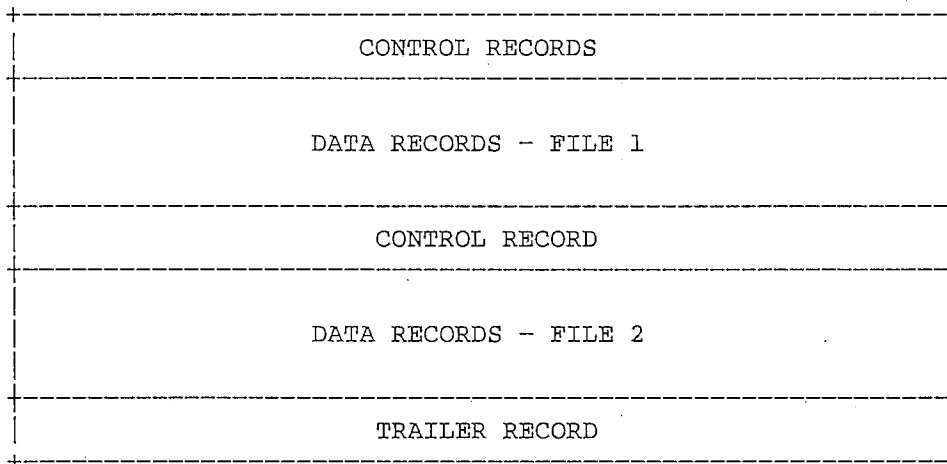 CONTROL RECORDS
DATA RECORDS - FILE 1
CONTROL RECORD
DATA RECORDS - FILE 2
TRAILER RECORD